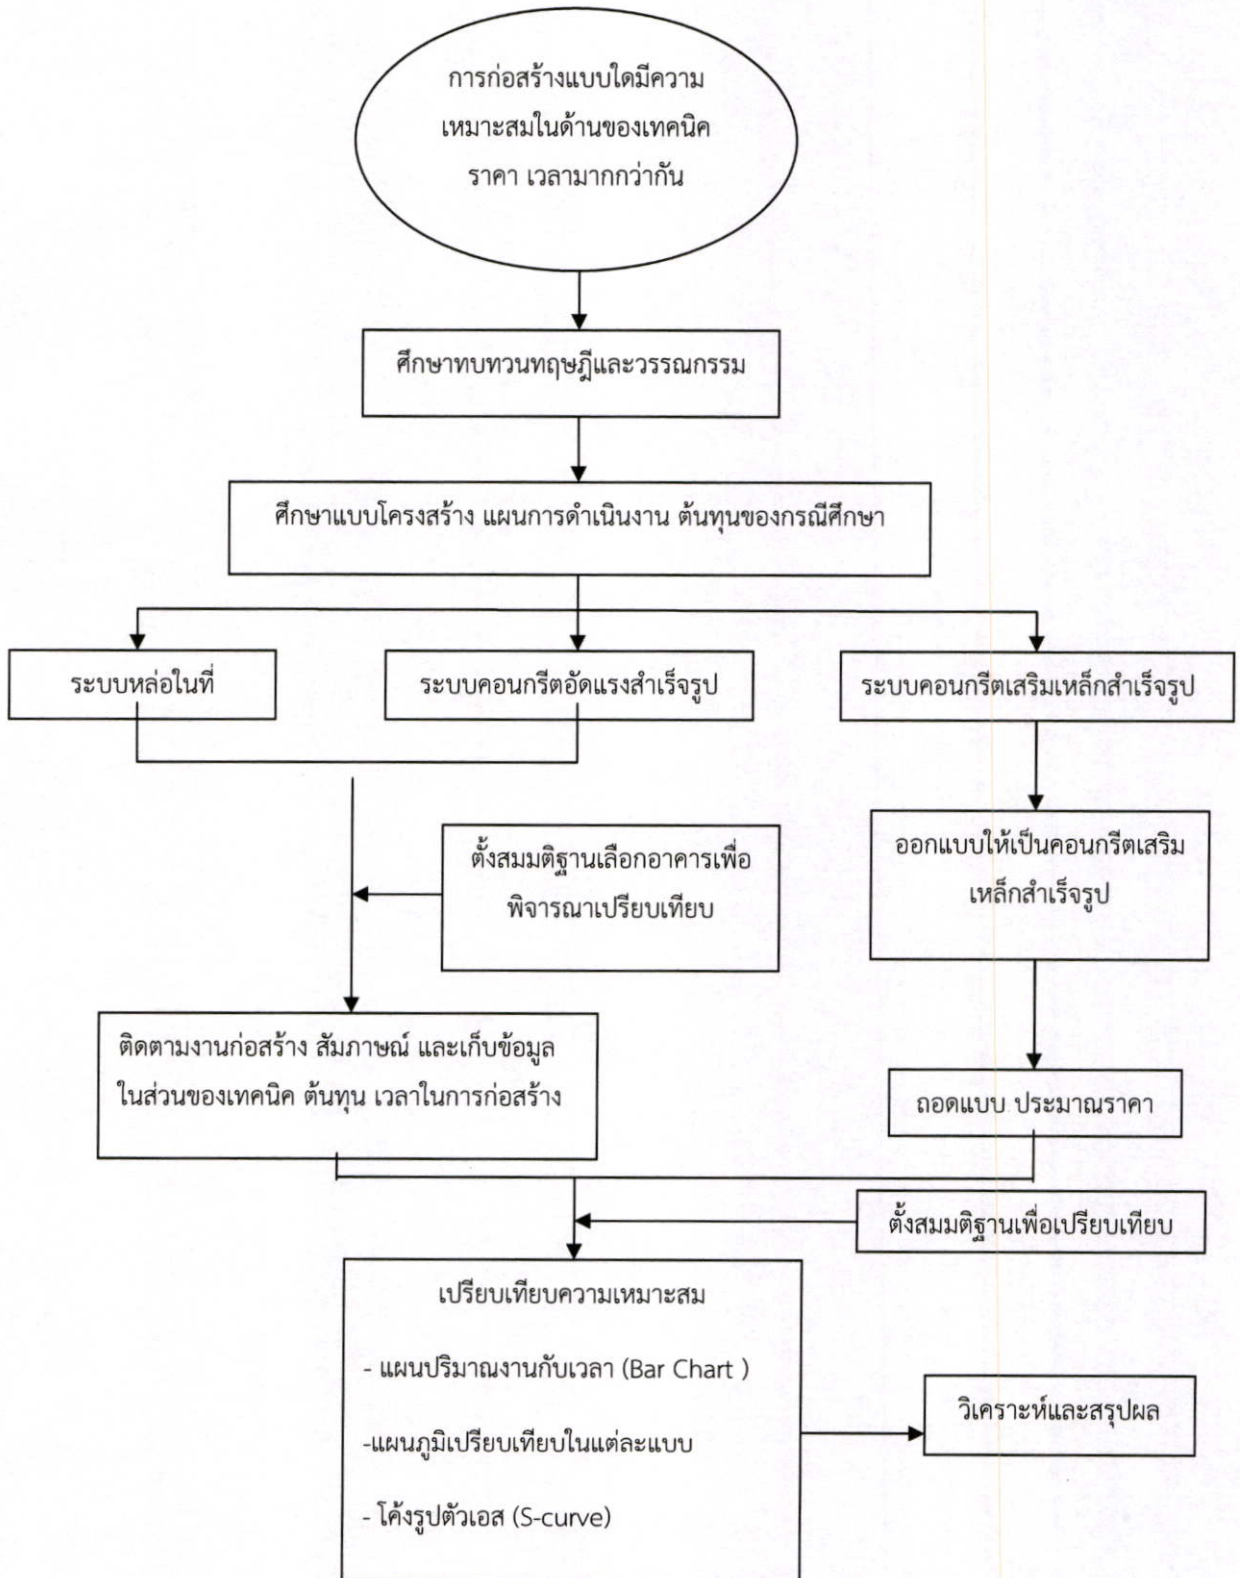 การก่อสร้างแบบใดมีความ
เหมาะสมในด้านของเทคนิค
ราคา เวลามากกว่ากัน
ศึกษาทบทวนทฤษฎีและวรรณกรรม
ศึกษาแบบโครงสร้าง แผนการดำเนินงาน ต้นทุนของกรณีศึกษา
ระบบหล่อในที่
ระบบคอนกรีตอัดแรงสำเร็จรูป
ระบบคอนกรีตเสริมเหล็กสำเร็จรูป
ตั้งสมมติฐานเลือกอาคารเพื่อ
พิจารณาเปรียบเทียบ
ออกแบบให้เป็นคอนกรีตเสริม
เหล็กสำเร็จรูป
ติดตามงานก่อสร้าง สัมภาษณ์ และเก็บข้อมูล
ในส่วนของเทคนิค ต้นทุน เวลาในการก่อสร้าง
ถอดแบบ ประมาณราคา
ตั้งสมมติฐานเพื่อเปรียบเทียบ
เปรียบเทียบความเหมาะสม
- แผนปริมาณงานกับเวลา (Bar Chart )
-แผนภูมิเปรียบเทียบในแต่ละแบบ
- โค้งรูปตัวเอส (S-curve)
วิเคราะห์และสรุปผล